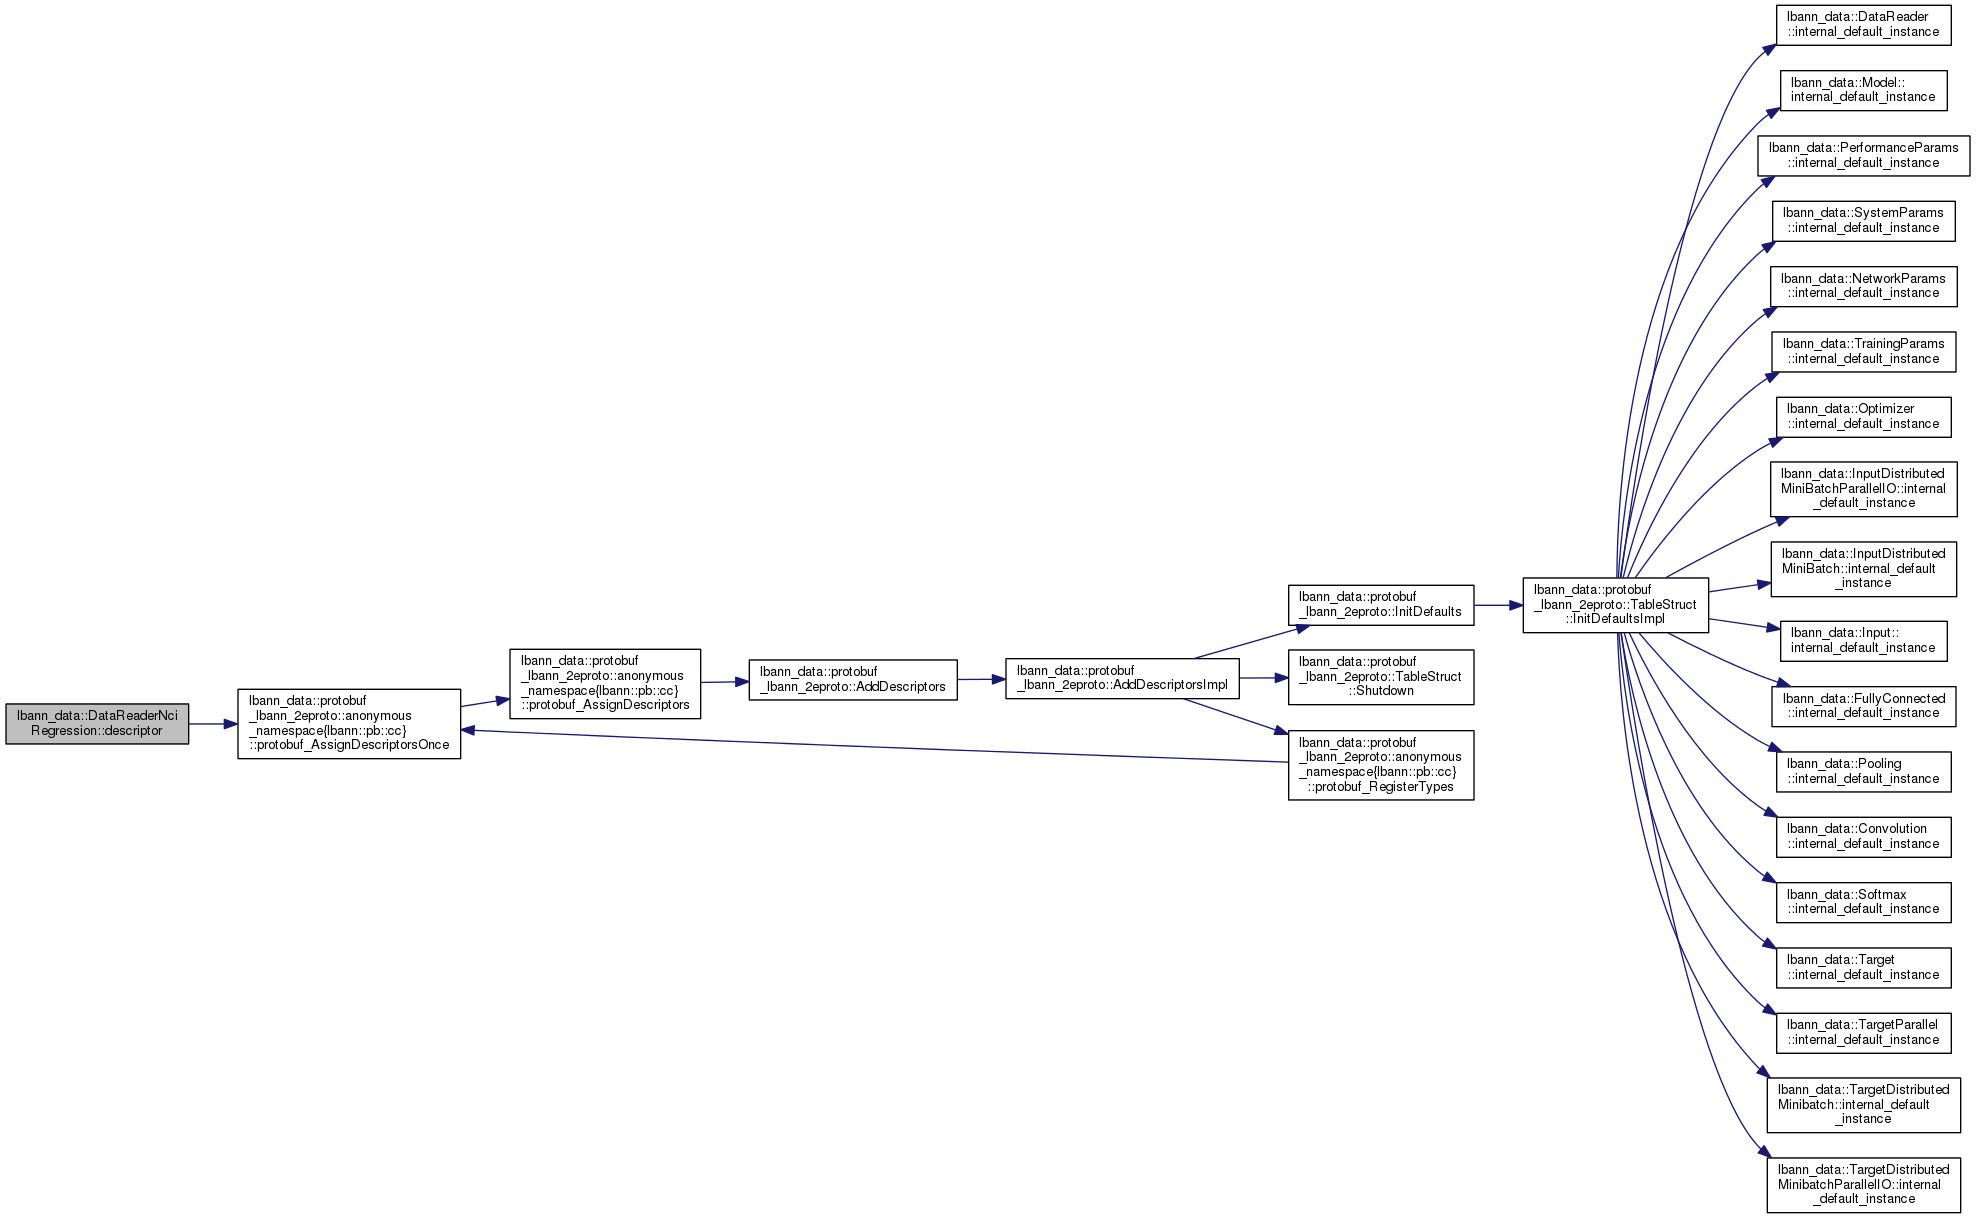 lbann_data::DataReaderNci
Regression::descriptor
lbann_data::protobuf
_lbann_2eproto::anonymous
_namespace{lbann::pb::cc}
::protobuf_AssignDescriptorsOnce
lbann_data::protobuf
_lbann_2eproto::anonymous
_namespace{lbann::pb::cc}
::protobuf_AssignDescriptors
lbann_data::protobuf
_lbann_2eproto::AddDescriptors
lbann_data::protobuf
_lbann_2eproto::AddDescriptorsImpl
lbann_data::protobuf
_lbann_2eproto::InitDefaults
lbann_data::protobuf
_lbann_2eproto::TableStruct
::Shutdown
lbann_data::protobuf
_lbann_2eproto::anonymous
_namespace{lbann::pb::cc}
::protobuf_RegisterTypes
lbann_data::protobuf
_lbann_2eproto::TableStruct
::InitDefaultsImpl
lbann_data::DataReader
::internal_default_instance
lbann_data::Model::
internal_default_instance
lbann_data::PerformanceParams
::internal_default_instance
lbann_data::SystemParams
::internal_default_instance
lbann_data::NetworkParams
::internal_default_instance
lbann_data::TrainingParams
::internal_default_instance
lbann_data::Optimizer
::internal_default_instance
lbann_data::InputDistributed
MiniBatchParallelIO::internal
_default_instance
lbann_data::InputDistributed
MiniBatch::internal_default
_instance
lbann_data::Input::
internal_default_instance
lbann_data::FullyConnected
::internal_default_instance
lbann_data::Pooling
::internal_default_instance
lbann_data::Convolution
::internal_default_instance
lbann_data::Softmax
::internal_default_instance
lbann_data::Target
::internal_default_instance
lbann_data::TargetParallel
::internal_default_instance
lbann_data::TargetDistributed
Minibatch::internal_default
_instance
lbann_data::TargetDistributed
MinibatchParallelIO::internal
_default_instance